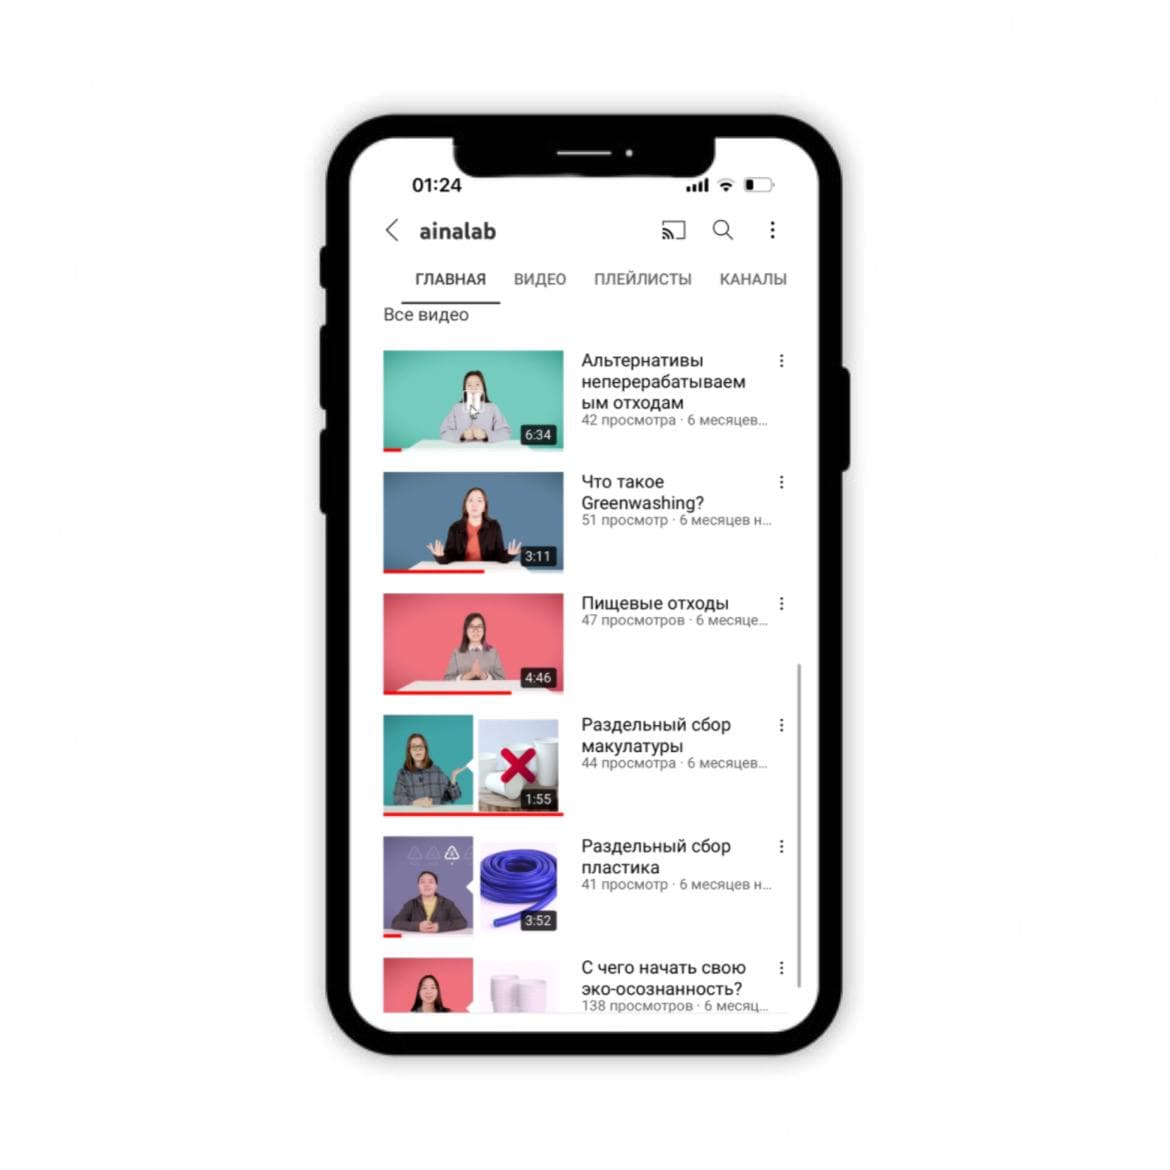 01:24
ainalab
ГЛАВНАЯ ВИДЕО ПЛЕЙЛИСТЫ КАНАЛЫ
Все видео
Альтернативы
неперерабатываем
ым отходам
42 просмотра · 6 месяцев...
6:34
Что такое
Greenwashing?
51 просмотр · 6 месяцев н...
3:11
Пищевые отходы
47 просмотров · 6 месяце...
4:46
Раздельный сбор
макулатуры
44 просмотра · 6 месяцев...
1:55
Раздельный сбор
пластика
41 просмотр · 6 месяцев н...
3:52
С чего начать свою
эко-осознанность?
138 просмотров · 6 месяц...